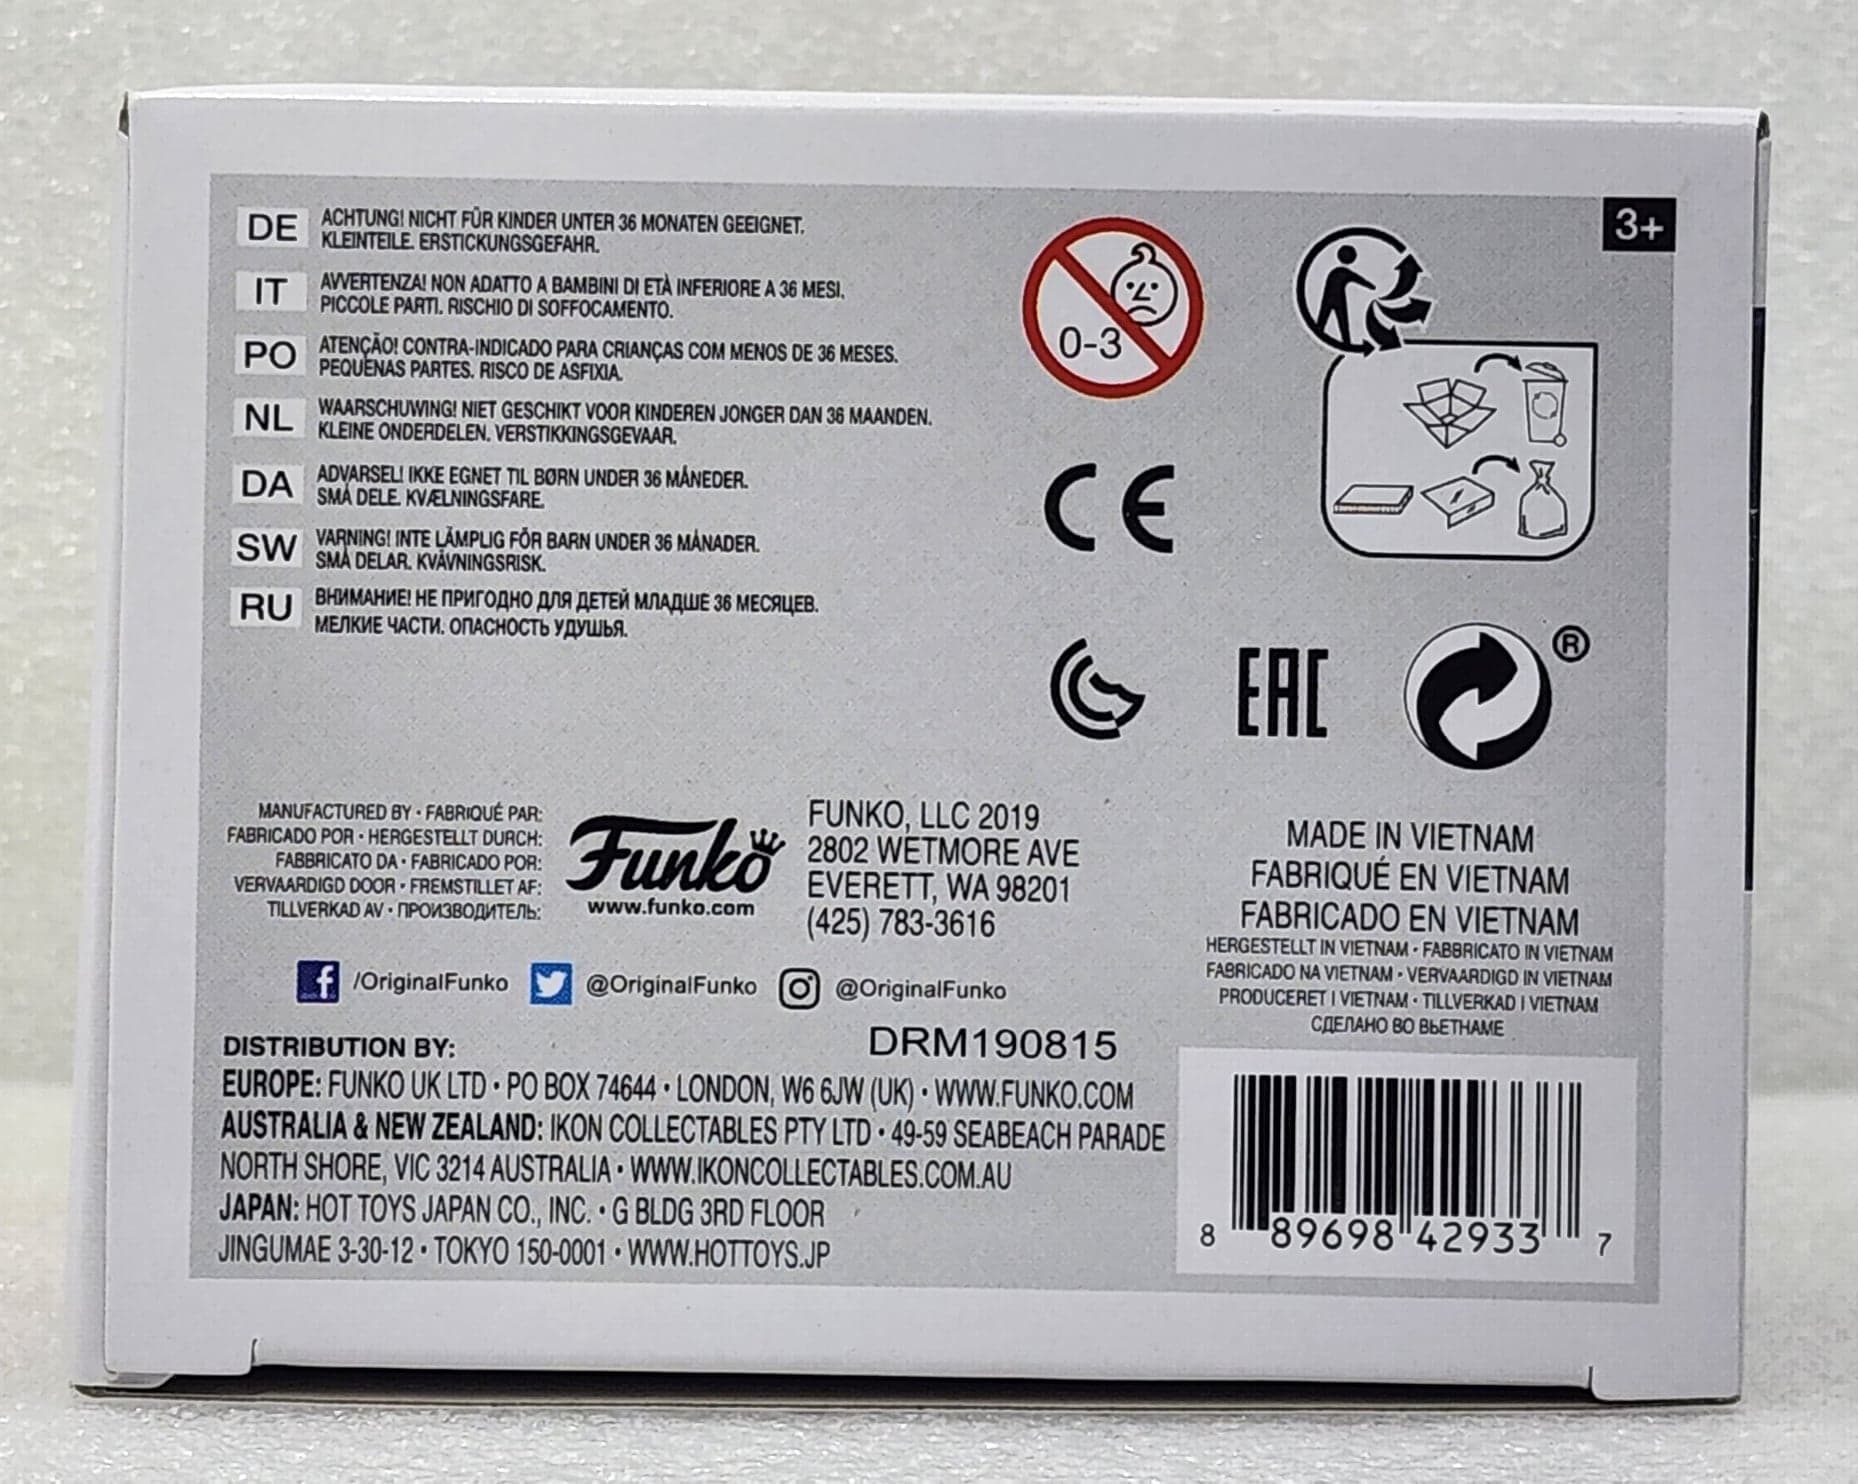 DE ACHTUNG! NICHT FÜR KINDER UNTER 36 MONATEN GEEIGNET.
KLEINTEILE. ERSTICKUNGSGEFAHR.
IT AVVERTENZA! NON ADATTO A BAMBINI DI ETÀ INFERIORE A 36 MESI.
PICCOLE PARTI. RISCHIO DI SOFFOCAMENTO.
PO ATENÇÃO! CONTRA-INDICADO PARA CRIANÇAS COM MENOS DE 36 MESES.
PEQUENAS PARTES. RISCO DE ASFIXIA.
NL WAARSCHUWING! NIET GESCHIKT VOOR KINDEREN JONGER DAN 36 MAANDEN.
KLEINE ONDERDELEN. VERSTIKKINGSGEVAAR.
DA ADVARSEL! IKKE EGNET TIL BØRN UNDER 36 MÅNEDER.
SMÅ DELE. KVÆLNINGSFARE.
SW VARNING! INTE LÄMPLIG FÖR BARN UNDER 36 MÅNADER.
SMÅ DELAR. KVÄVNINGSRISK.
RU ВНИМАНИЕ! НЕ ПРИГОДНО ДЛЯ ДЕТЕЙ МЛАДШЕ 36 МЕСЯЦЕВ.
МЕЛКИЕ ЧАСТИ. ОПАСНОСТЬ УДУШЬЯ.
0-3
3+
CE
EAC
®
MANUFACTURED BY • FABRIQUÉ PAR:
FABRICADO POR • HERGESTELLT DURCH:
FABBRICATO DA • FABRICADO POR:
VERVAARDIGD DOOR • FREMSTILLET AF:
TILLVERKAD AV • ПРОИЗВОДИТЕЛЬ:
Funko
www.funko.com
FUNKO, LLC 2019
2802 WETMORE AVE
EVERETT, WA 98201
(425) 783-3616
MADE IN VIETNAM
FABRIQUÉ EN VIETNAM
FABRICADO EN VIETNAM
HERGESTELLT IN VIETNAM • FABBRICATO IN VIETNAM
FABRICADO NA VIETNAM • VERVAARDIGD IN VIETNAM
PRODUCERET I VIETNAM • TILLVERKAD I VIETNAM
СДЕЛАНО ВО ВЬЕТНАМЕ
f /OriginalFunko @OriginalFunko @OriginalFunko
DRM190815
DISTRIBUTION BY:
EUROPE: FUNKO UK LTD • PO BOX 74644 • LONDON, W6 6JW (UK) • WWW.FUNKO.COM
AUSTRALIA & NEW ZEALAND: IKON COLLECTABLES PTY LTD • 49-59 SEABEACH PARADE
NORTH SHORE, VIC 3214 AUSTRALIA • WWW.IKONCOLLECTABLES.COM.AU
JAPAN: HOT TOYS JAPAN CO., INC. • G BLDG 3RD FLOOR
JINGUMAE 3-30-12 • TOKYO 150-0001 • WWW.HOTTOYS.JP
8 89698 42933 7